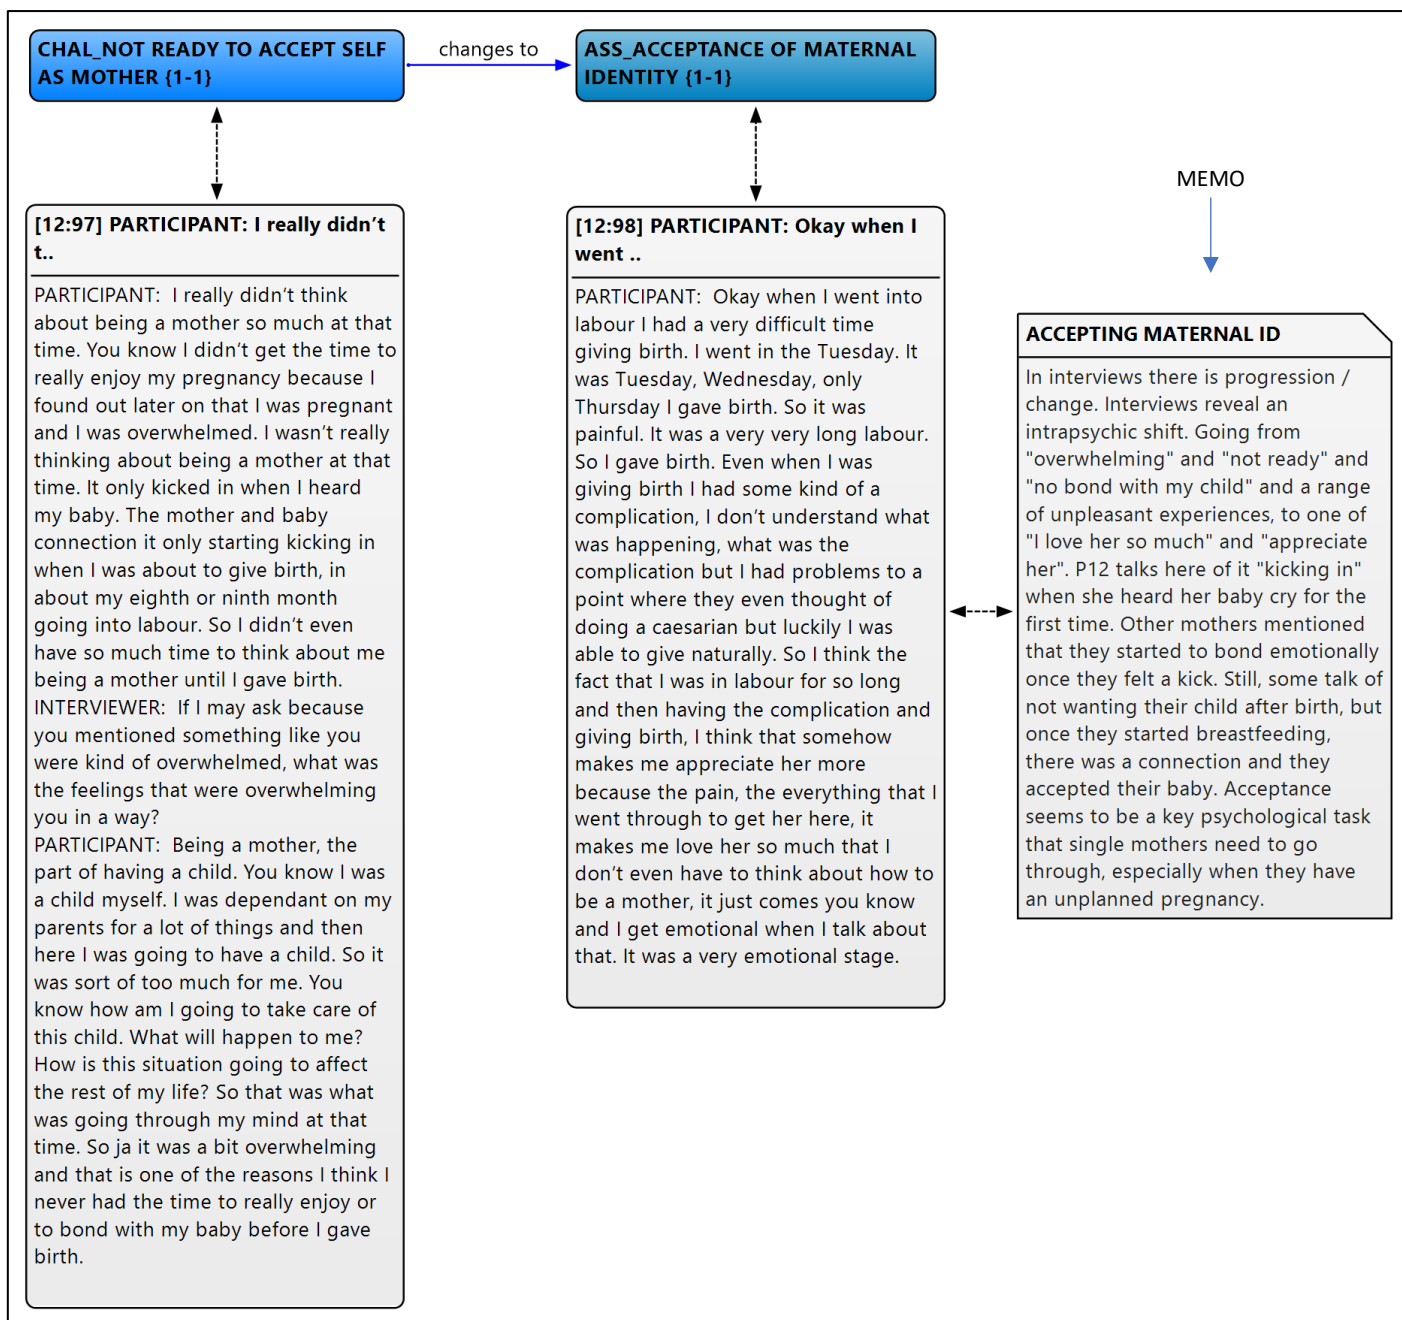 CHAL_NOT READY TO ACCEPT SELF
AS MOTHER {1-1}
changes to
ASS_ACCEPTANCE OF MATERNAL
IDENTITY {1-1}
[12:97] PARTICIPANT: I really didn't
t..
PARTICIPANT:  I really didn't think
about being a mother so much at that
time. You know I didn't get the time to
really enjoy my pregnancy because I
found out later on that I was pregnant
and I was overwhelmed. I wasn't really
thinking about being a mother at that
time. It only kicked in when I heard
my baby. The mother and baby
connection it only starting kicking in
when I was about to give birth, in
about my eighth or ninth month
going into labour. So I didn't even
have so much time to think about me
being a mother until I gave birth.
INTERVIEWER:  If I may ask because
you mentioned something like you
were kind of overwhelmed, what was
the feelings that were overwhelming
you in a way?
PARTICIPANT:  Being a mother, the
part of having a child. You know I was
a child myself. I was dependant on my
parents for a lot of things and then
here I was going to have a child. So it
was sort of too much for me. You
know how am I going to take care of
this child. What will happen to me?
How is this situation going to affect
the rest of my life? So that was what
was going through my mind at that
time. So ja it was a bit overwhelming
and that is one of the reasons I think I
never had the time to really enjoy or
to bond with my baby before I gave
birth.
[12:98] PARTICIPANT: Okay when I
went ..
PARTICIPANT:  Okay when I went into
labour I had a very difficult time
giving birth. I went in the Tuesday. It
was Tuesday, Wednesday, only
Thursday I gave birth. So it was
painful. It was a very very long labour.
So I gave birth. Even when I was
giving birth I had some kind of a
complication, I don't understand what
was happening, what was the
complication but I had problems to a
point where they even thought of
doing a caesarian but luckily I was
able to give naturally. So I think the
fact that I was in labour for so long
and then having the complication and
giving birth, I think that somehow
makes me appreciate her more
because the pain, the everything that I
went through to get her here, it
makes me love her so much that I
don't even have to think about how to
be a mother, it just comes you know
and I get emotional when I talk about
that. It was a very emotional stage.
MEMO
ACCEPTING MATERNAL ID
In interviews there is progression /
change. Interviews reveal an
intrapsychic shift. Going from
"overwhelming" and "not ready" and
"no bond with my child" and a range
of unpleasant experiences, to one of
"I love her so much" and "appreciate
her". P12 talks here of it "kicking in"
when she heard her baby cry for the
first time. Other mothers mentioned
that they started to bond emotionally
once they felt a kick. Still, some talk of
not wanting their child after birth, but
once they started breastfeeding,
there was a connection and they
accepted their baby. Acceptance
seems to be a key psychological task
that single mothers need to go
through, especially when they have
an unplanned pregnancy.